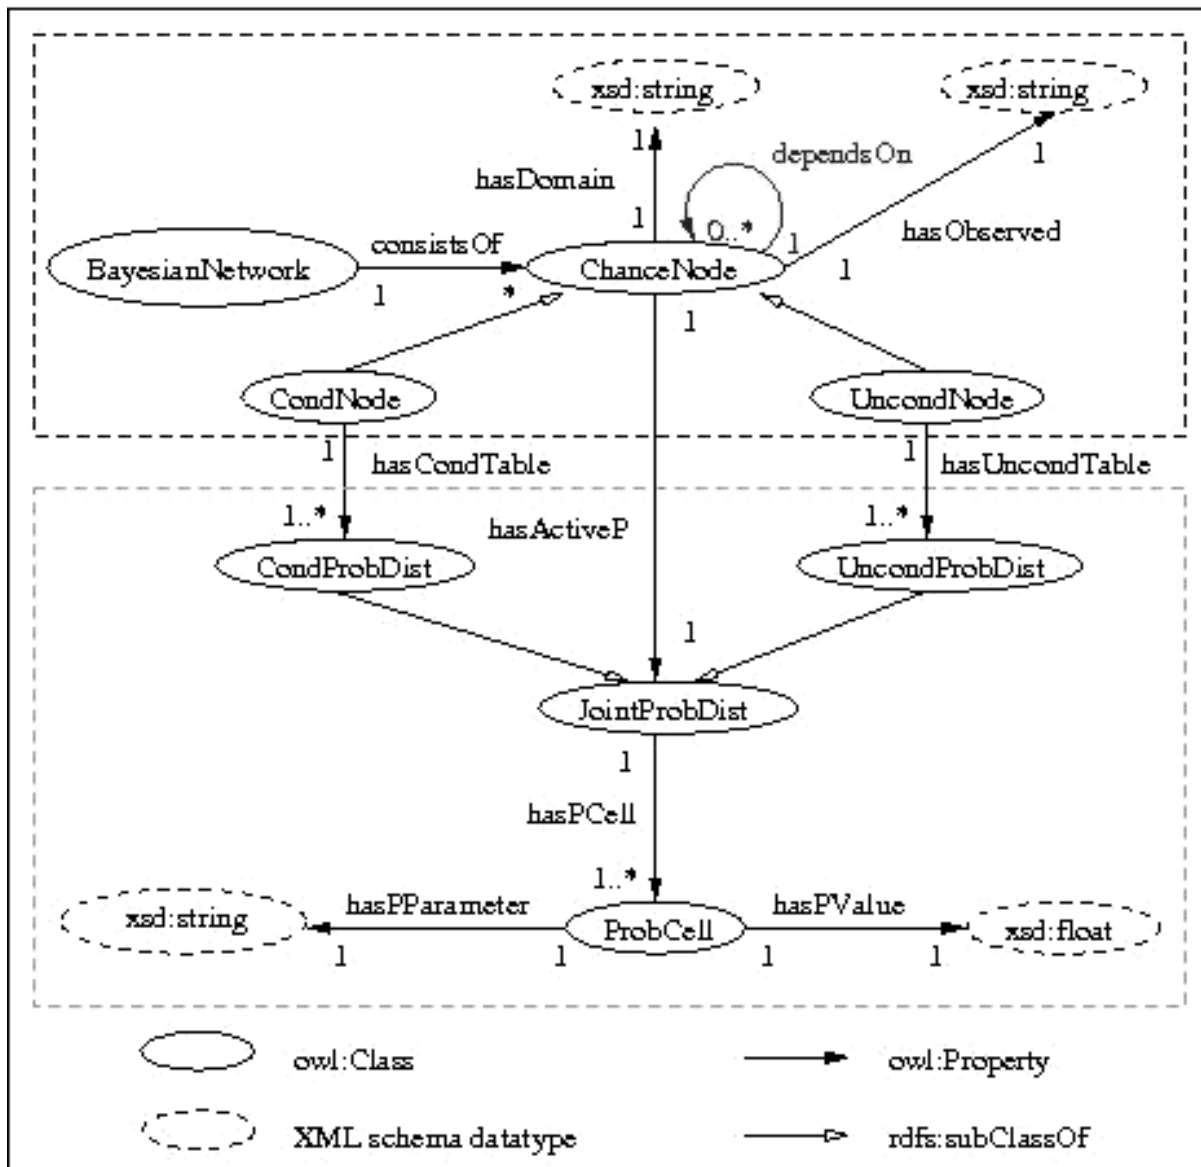 xsd:string
xsd:string
1
dependsOn
1
hasDomain
1
0..*
1
hasObserved
consistsOf
BayesianNetwork
ChanceNode
1
1
*
1
CondNode
UncondNode
1
hasCondTable
1
hasUncondTable
1..*
hasActiveP
1..*
CondProbDist
UncondProbDist
1
JointProbDist
1
hasPCell
1..*
hasPParameter
hasPValue
xsd:string
ProbCell
xsd:float
1
1
1
1
owl:Class
owl:Property
XML schema datatype
rdfs:subClassOf